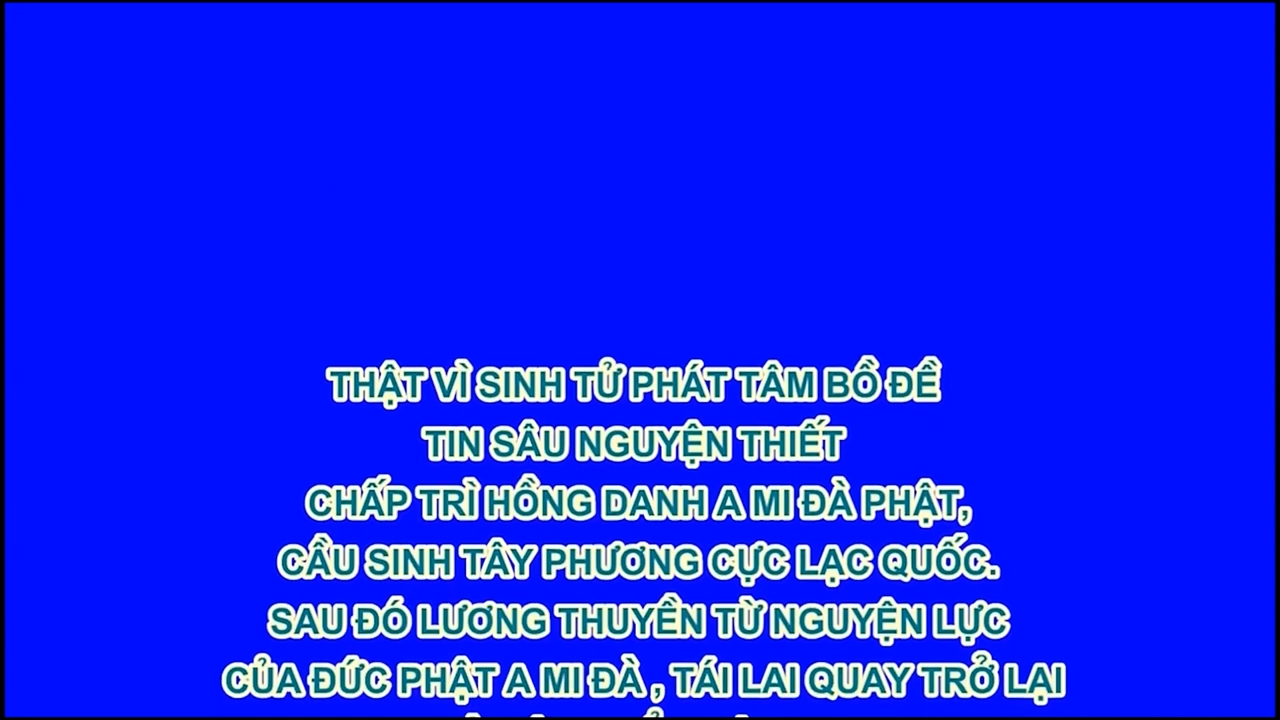 THẬT VÌ SINH TỬ PHÁT TÂM BỒ ĐỀ
TIN SÂU NGUYỆN THIẾT
CHẤP TRÌ HỒNG DANH A MI ĐÀ PHẬT,
CẦU SINH TÂY PHƯƠNG CỰC LẠC QUỐC.
SAU ĐÓ LƯƠNG THUYỀN TỪ NGUYỆN LỰC
CỦA ĐỨC PHẬT A MI ĐÀ , TÁI LAI QUAY TRỞ LẠI